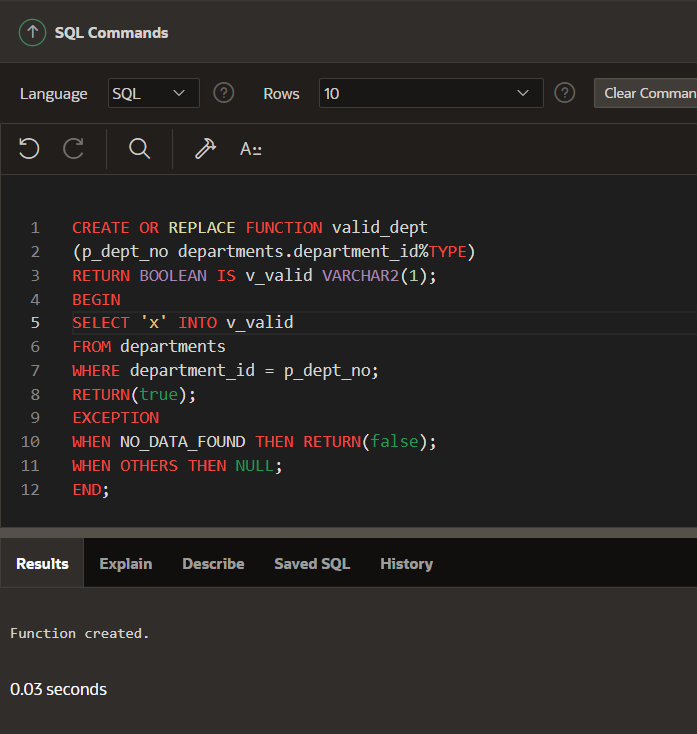 SQL Commands
Language SQL ? Rows 10 ? Clear Comman
A::
1 CREATE OR REPLACE FUNCTION valid_dept
2 (p_dept_no departments.department_id%TYPE)
3 RETURN BOOLEAN IS v_valid VARCHAR2(1);
4 BEGIN
5 SELECT 'x' INTO v_valid
6 FROM departments
7 WHERE department_id = p_dept_no;
8 RETURN(true);
9 EXCEPTION
10 WHEN NO_DATA_FOUND THEN RETURN(false);
11 WHEN OTHERS THEN NULL;
12 END;
Results Explain Describe Saved SQL History
Function created.
0.03 seconds